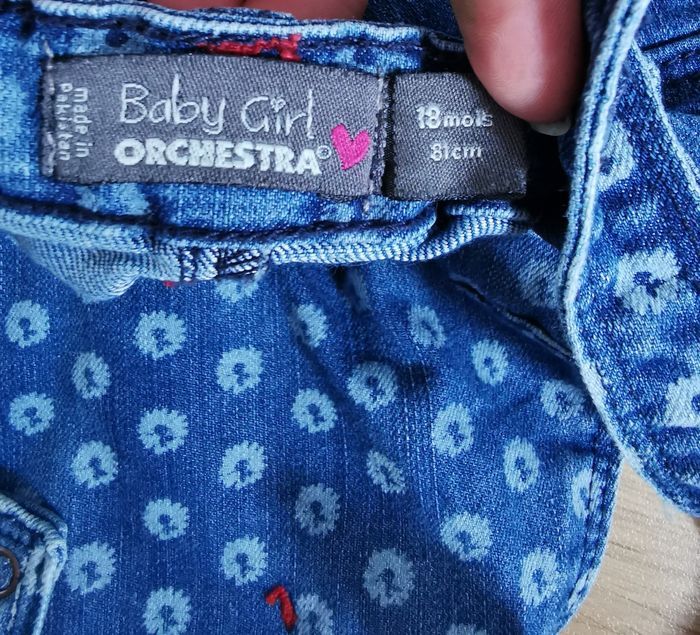 made in
Pakistan
Baby Girl
ORCHESTRA®
18 mois
81cm